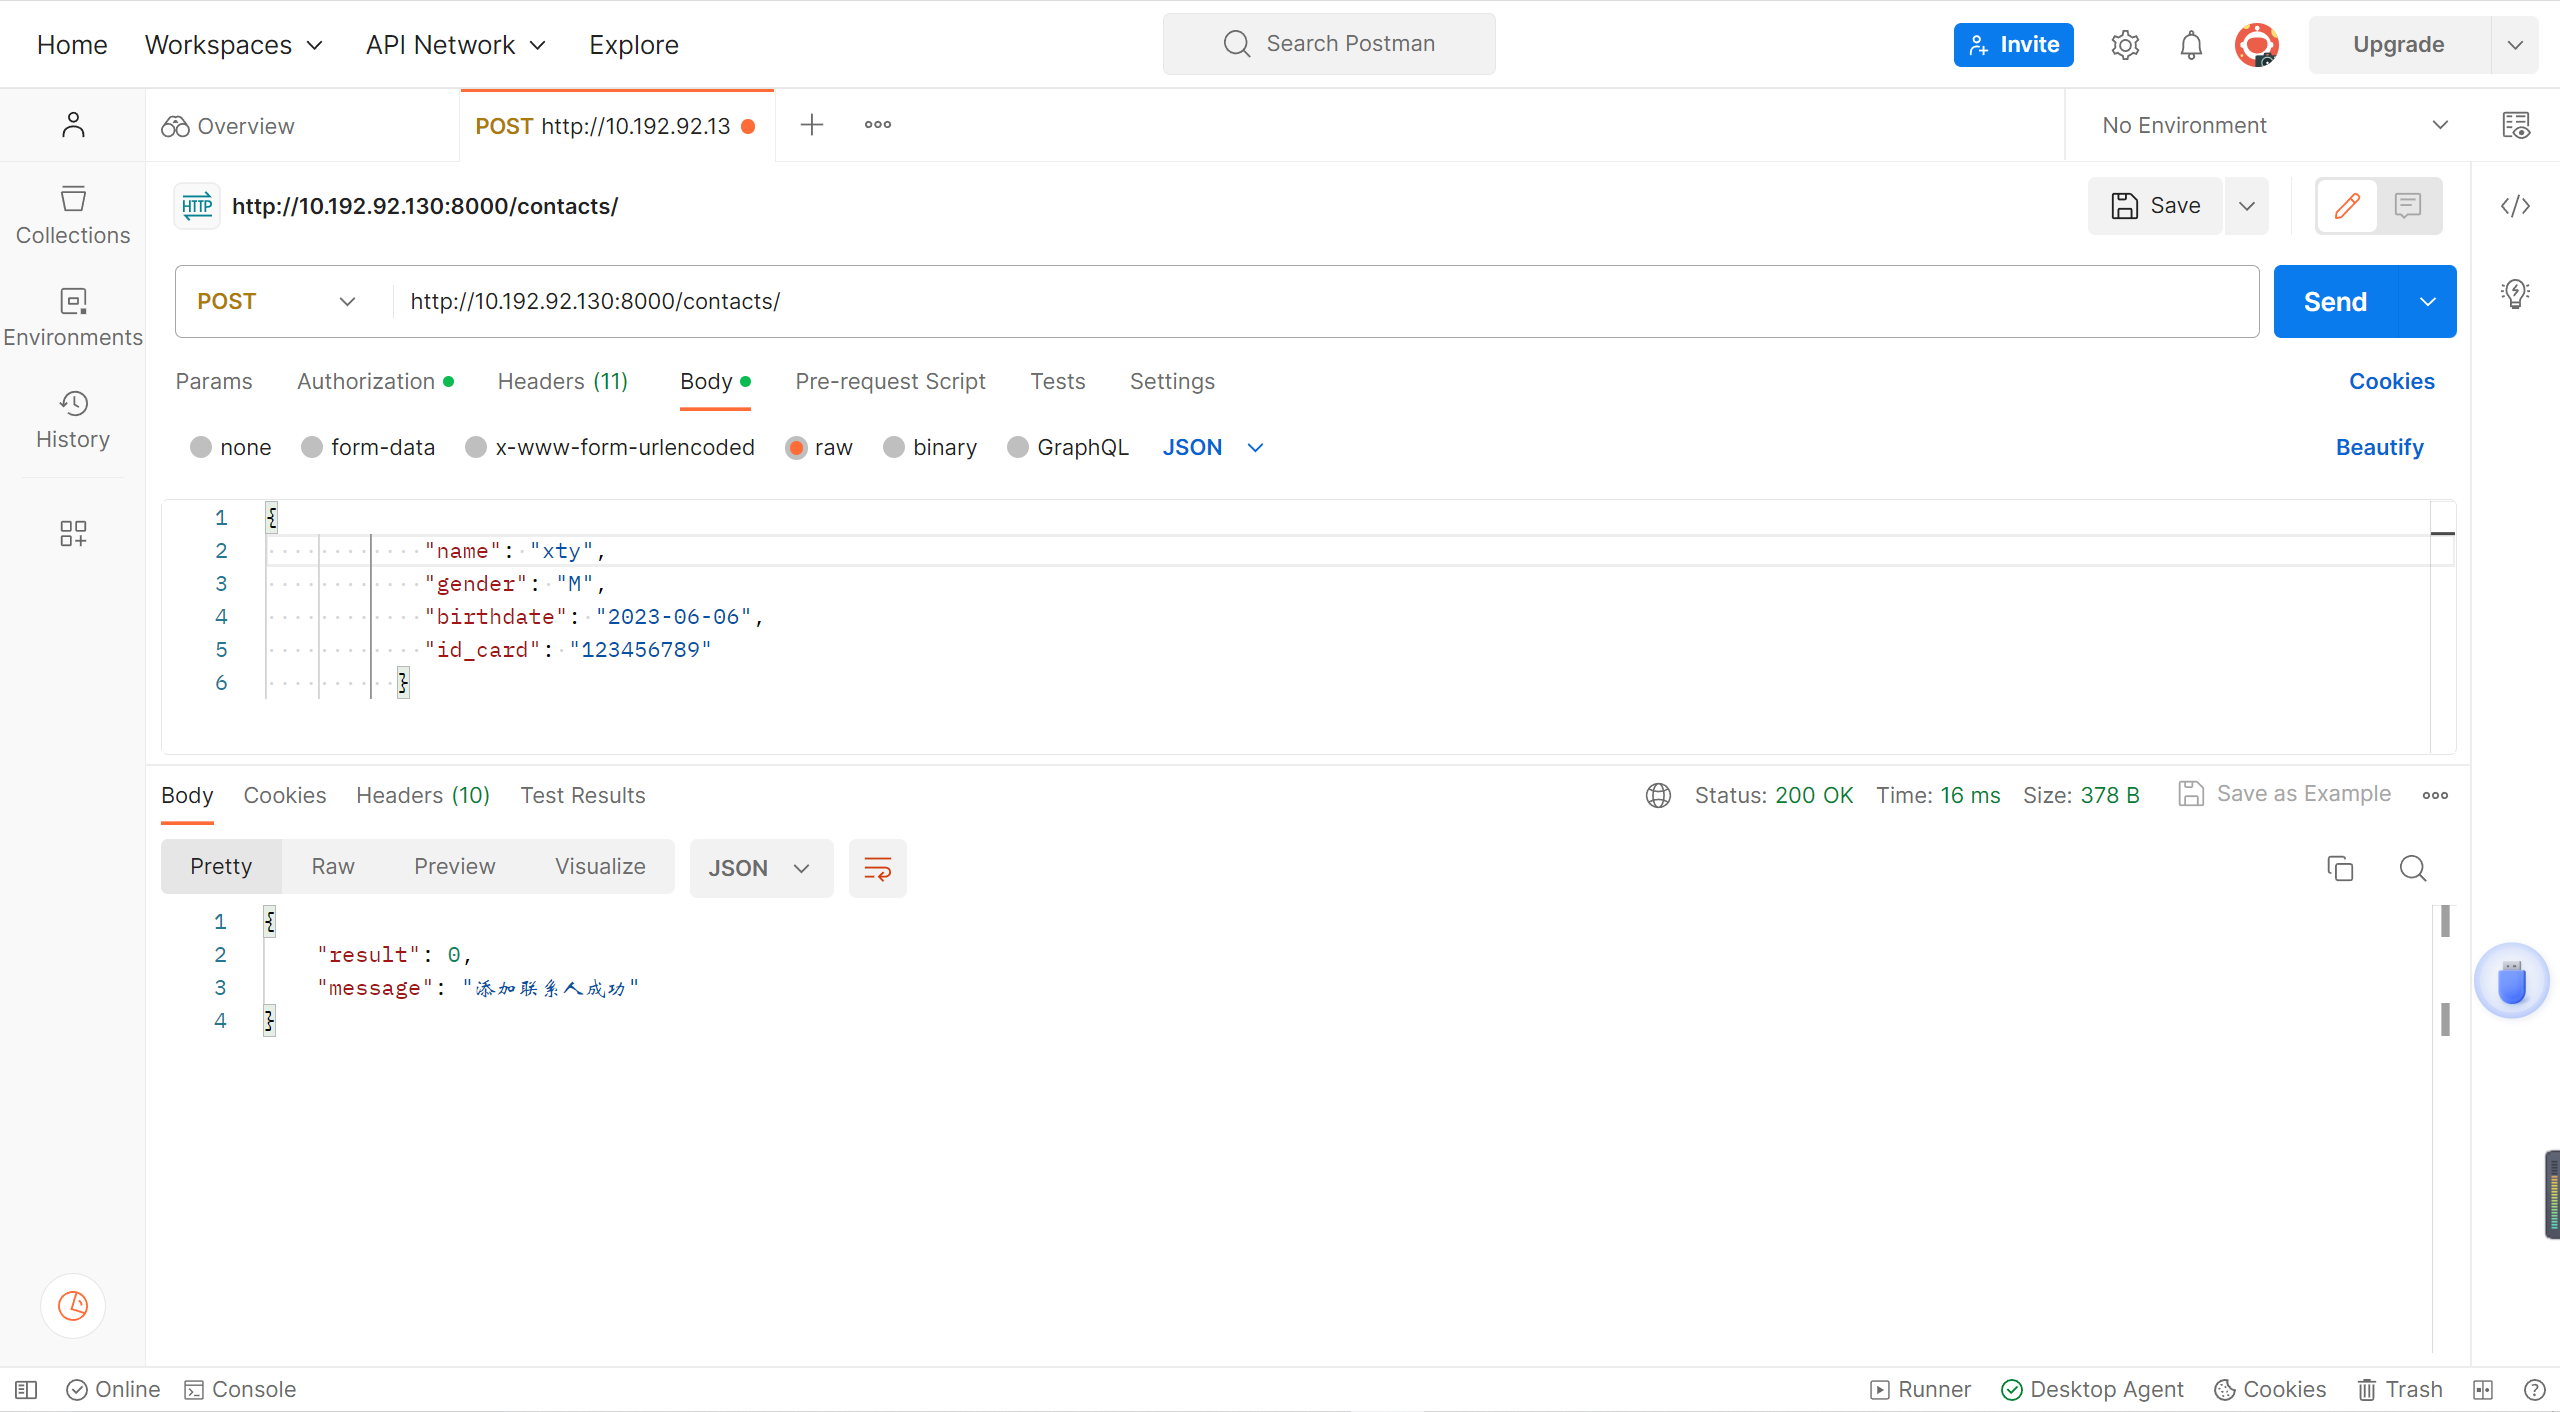 Home Workspaces API Network Explore Search Postman Invite Upgrade
Overview POST http://10.192.92.13 No Environment
HTTP http://10.192.92.130:8000/contacts/ Save
Collections
POST http://10.192.92.130:8000/contacts/ Send
Environments
Params Authorization Headers (11) Body Pre-request Script Tests Settings Cookies
History
none form-data x-www-form-urlencoded raw binary GraphQL JSON Beautify
1 {
2 "name": "xty",
3 "gender": "M",
4 "birthdate": "2023-06-06",
5 "id_card": "123456789"
6 }
Body Cookies Headers (10) Test Results Status: 200 OK Time: 16 ms Size: 378 B Save as Example
Pretty Raw Preview Visualize JSON
1 {
2 "result": 0,
3 "message": "添加联系人成功"
4 }
Online Console Runner Desktop Agent Cookies Trash